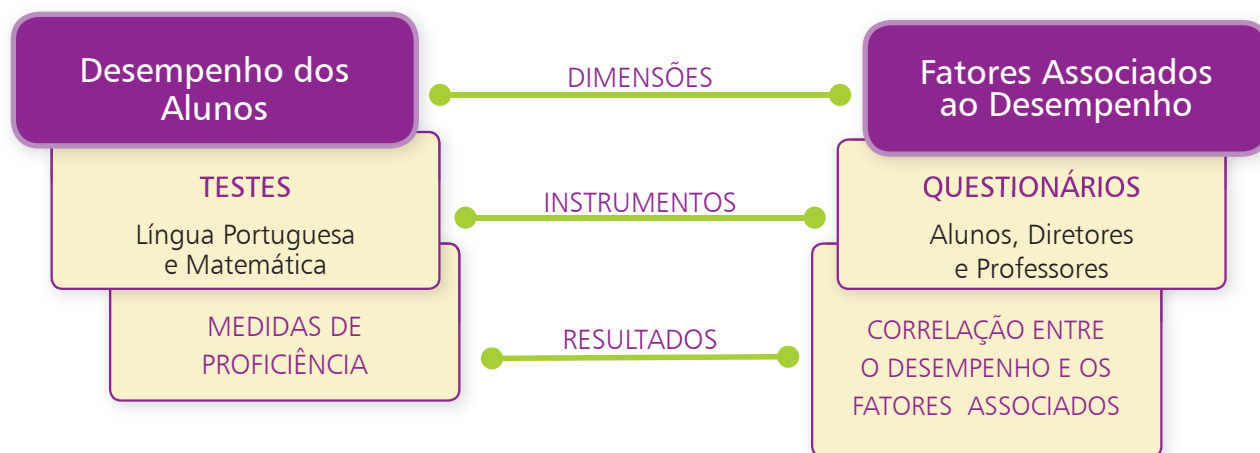 Desempenho dos
Alunos
DIMENSÕES
Fatores Associados
ao Desempenho
TESTES
Língua Portuguesa
e Matemática
INSTRUMENTOS
QUESTIONÁRIOS
Alunos, Diretores
e Professores
MEDIDAS DE
PROFICIÊNCIA
RESULTADOS
CORRELAÇÃO ENTRE
O DESEMPENHO E OS
FATORES ASSOCIADOS